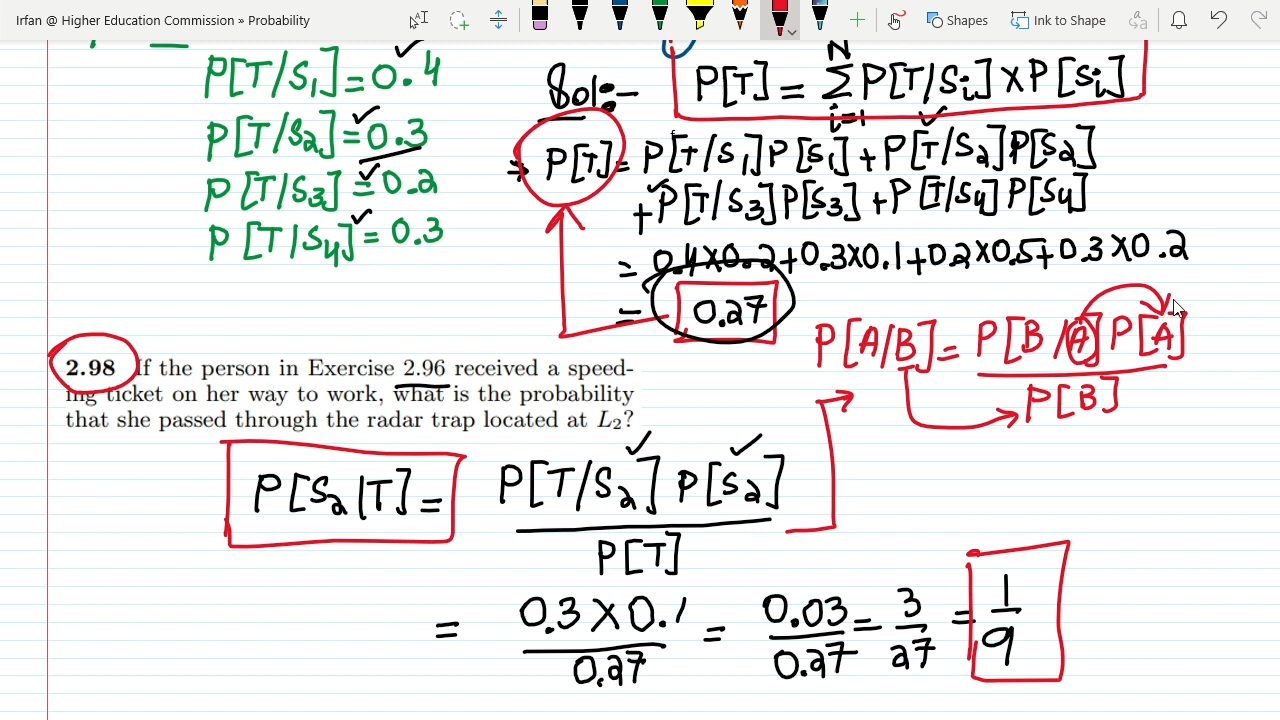 Irfan @ Higher Education Commission » Probability
Shapes
Ink to Shape
P[T/S₁]=0.4
P[T/S₂]=0.3
P[T/S₃]=0.2
P[T/S₄]=0.3
Sol:- P[T] = N Σ i=1 P[T/Si]×P[Si]
⇒ P[T]= P[T/S₁]P[S₁]+P[T/S₂]P[S₂]
+P[T/S₃]P[S₃]+P[T/S₄]P[S₄]
= 0.4×0.2+0.3×0.1+0.2×0.5+0.3×0.2
= 0.27
P[A/B]= P[B/A]P[A]
P[B]
2.98 If the person in Exercise 2.96 received a speed-
ing ticket on her way to work, what is the probability
that she passed through the radar trap located at L₂?
P[S₂|T]= P[T/S₂] P[S₂]
P[T]
= 0.3×0.1 = 0.03 = 3 = 1
0.27 0.27 27 9